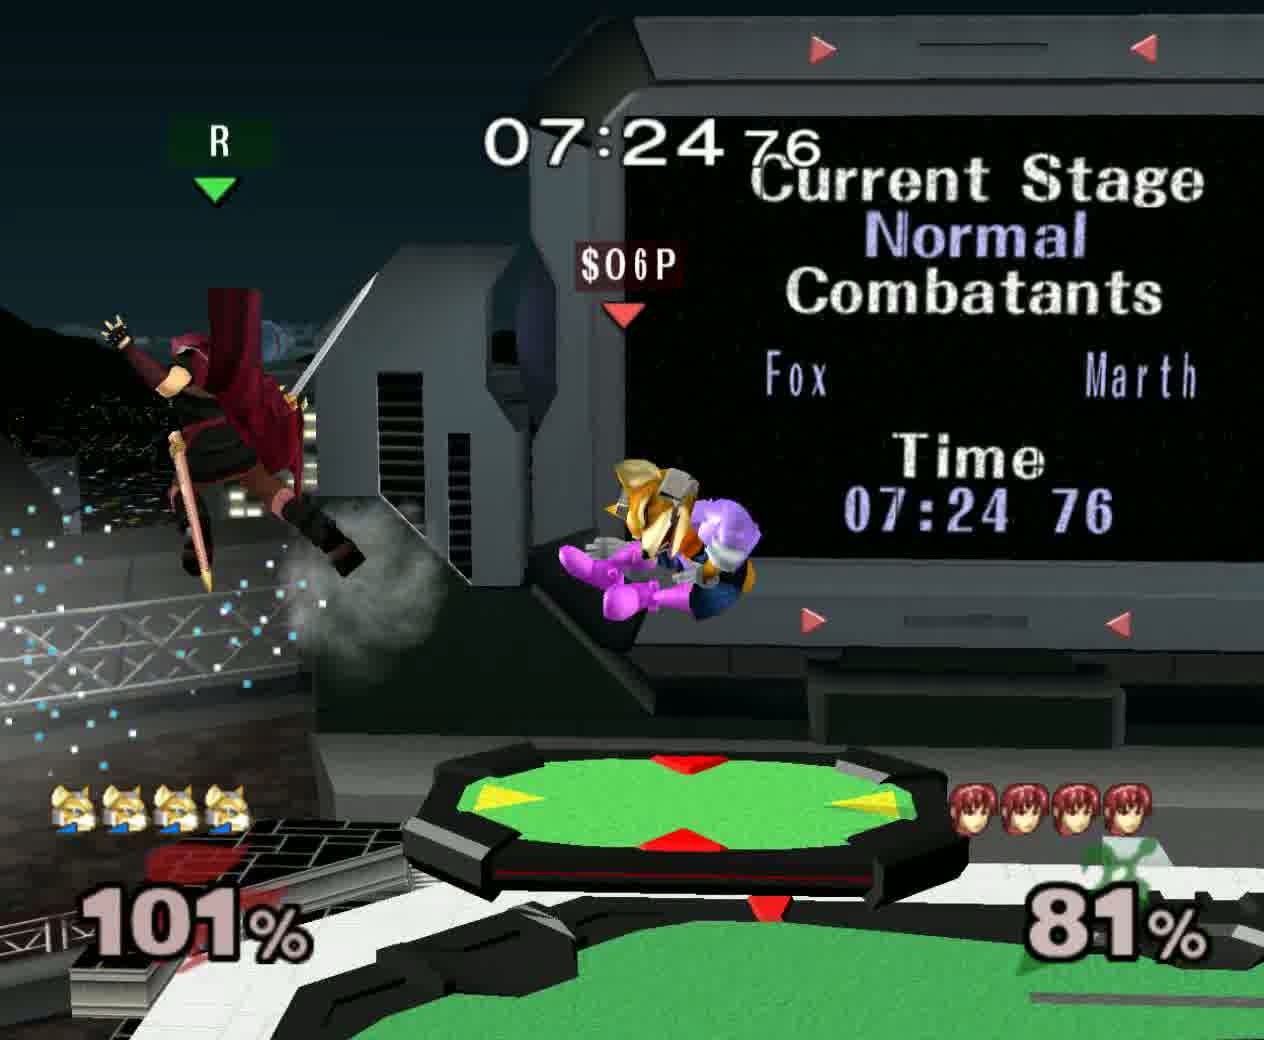 R
07:24 76
$06P
Current Stage
Normal
Combatants
Fox Marth
Time
07:24 76
101%
81%